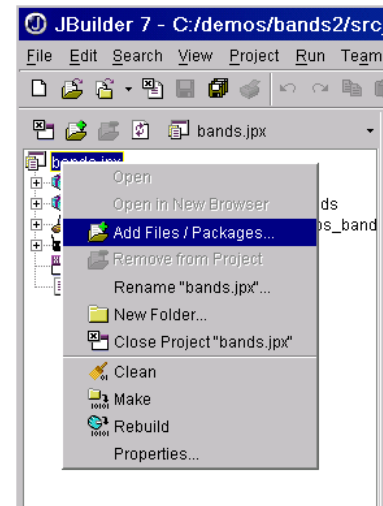 JBuilder 7 - C:/demos/bands2/src
File Edit Search View Project Run Team
bands.jpx
bands.jpx
Open
Open in New Browser
ds
Add Files / Packages...
os_band
Remove from Project
Rename "bands.jpx"...
New Folder...
Close Project "bands.jpx"
Clean
Make
Rebuild
Properties...